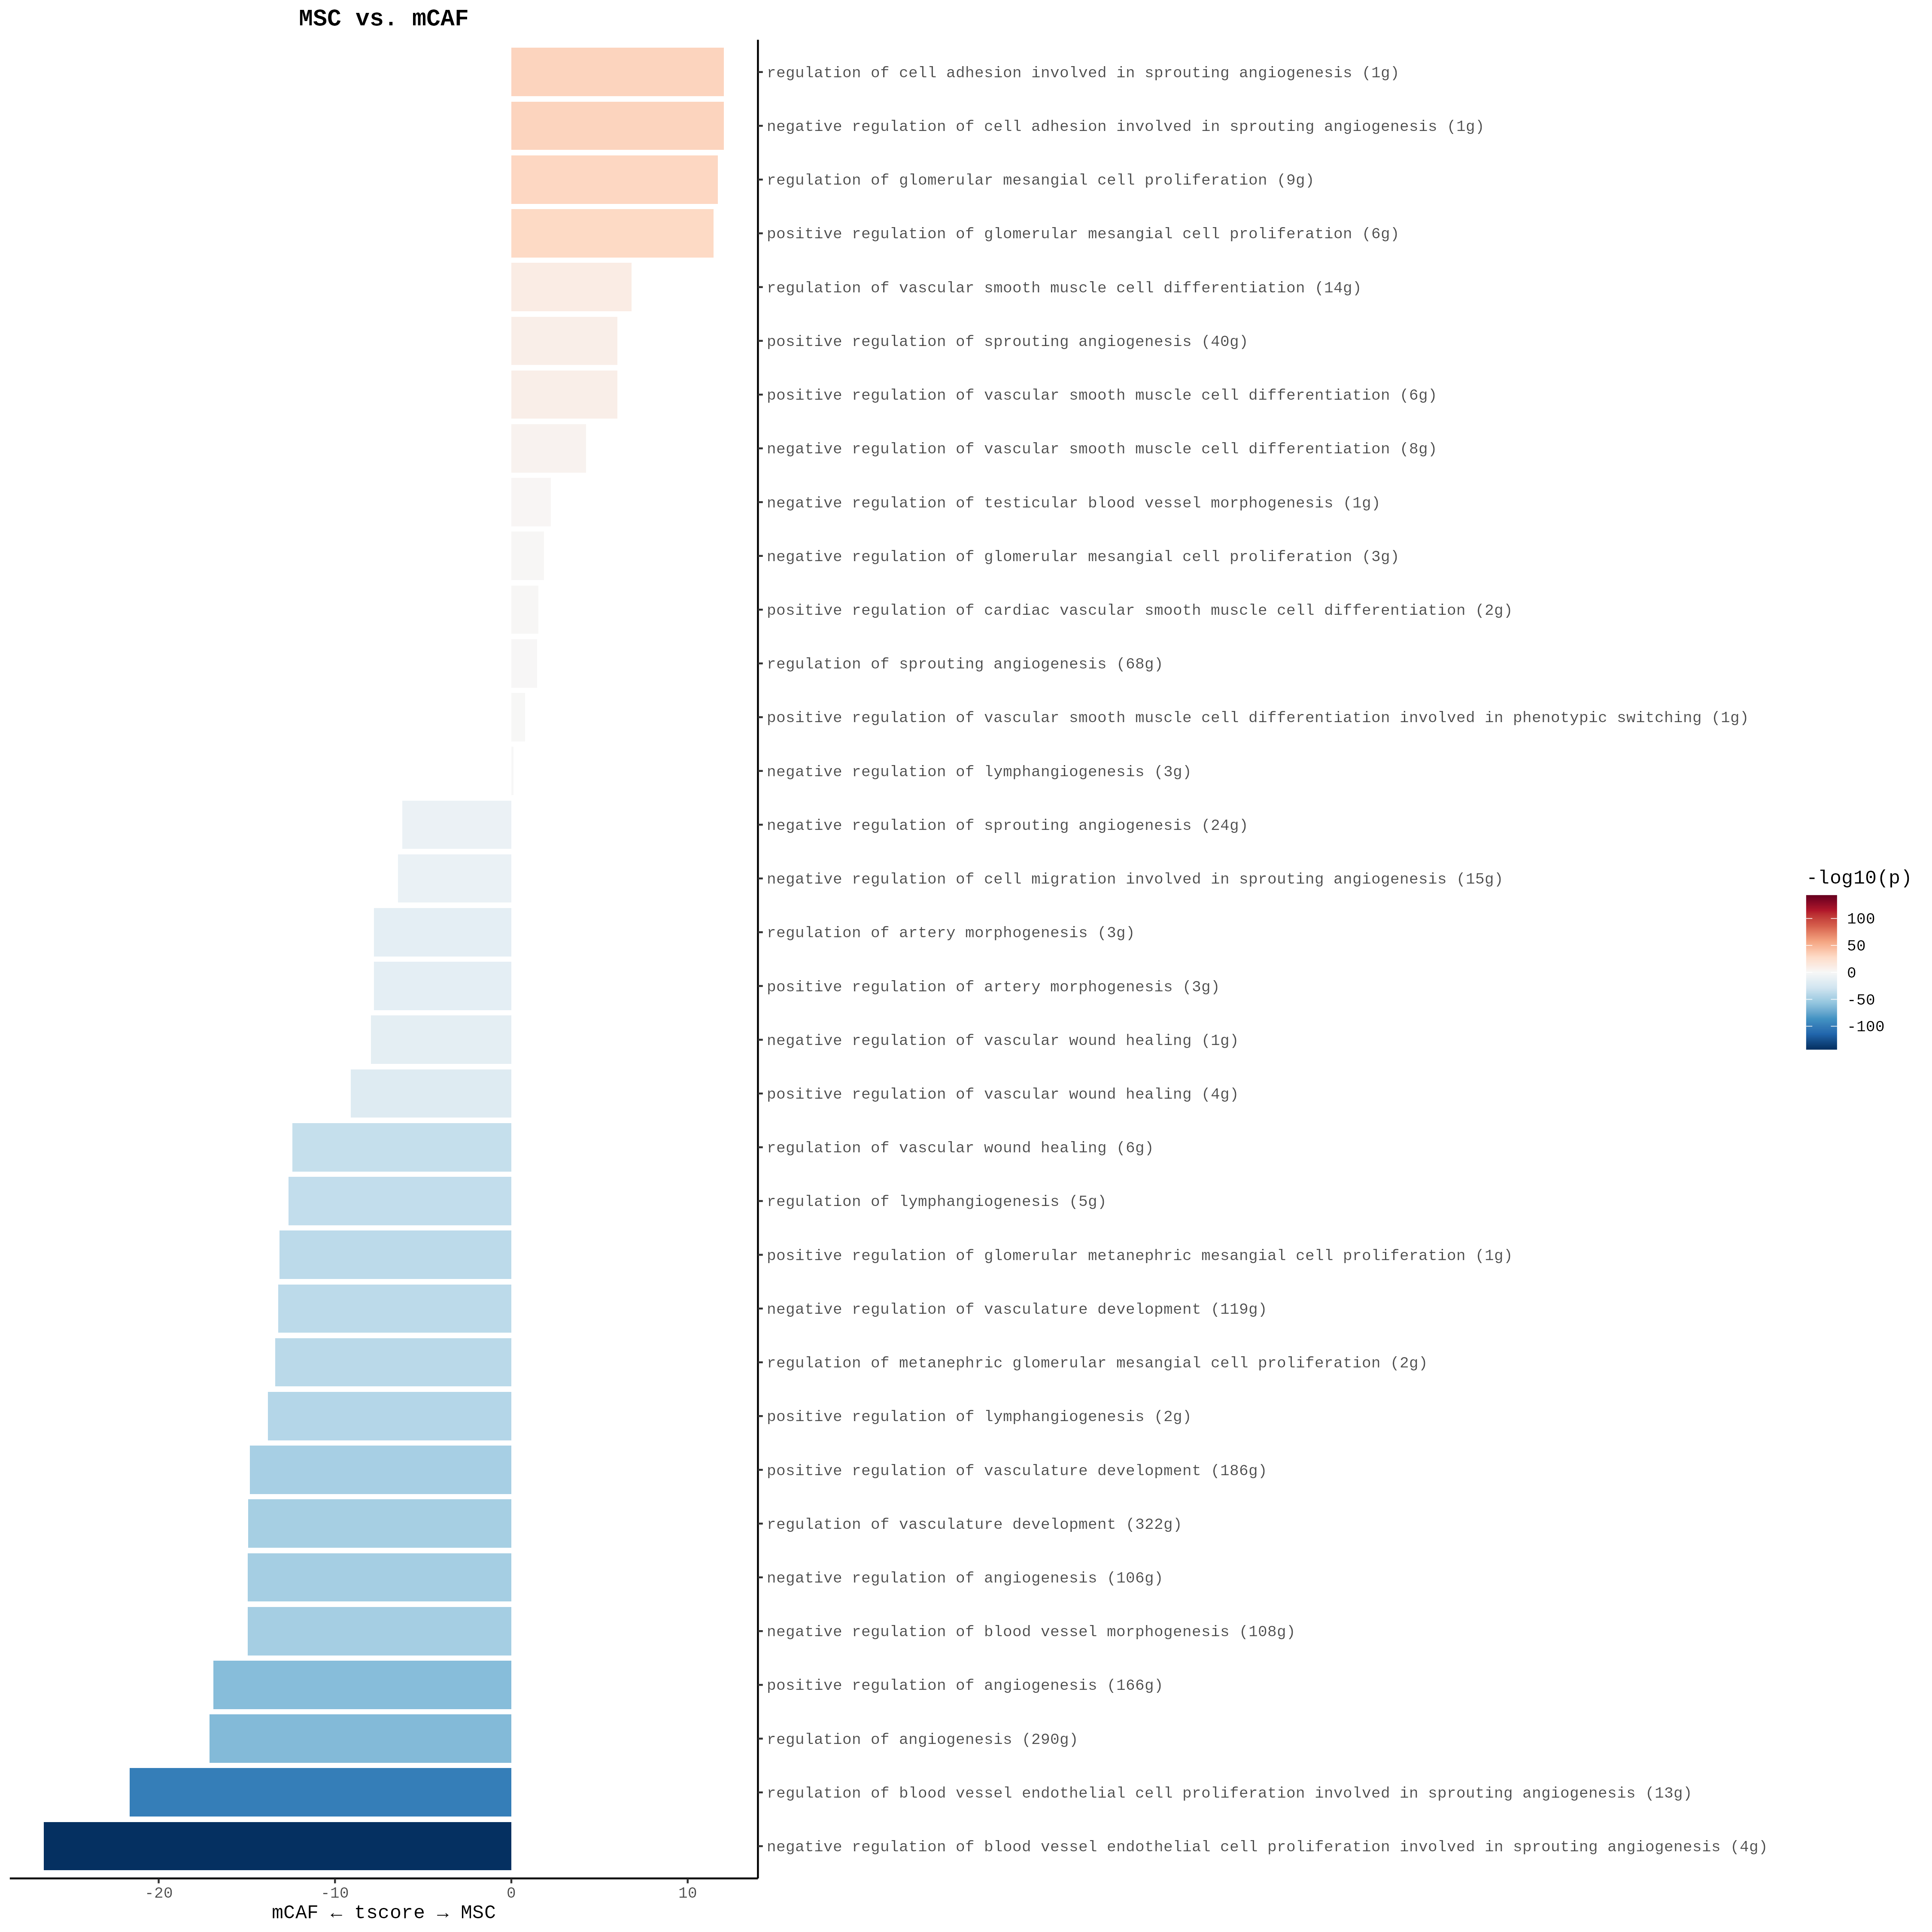 MSC vs. mCAF
regulation of cell adhesion involved in sprouting angiogenesis (1g)
negative regulation of cell adhesion involved in sprouting angiogenesis (1g)
regulation of glomerular mesangial cell proliferation (9g)
positive regulation of glomerular mesangial cell proliferation (6g)
regulation of vascular smooth muscle cell differentiation (14g)
positive regulation of sprouting angiogenesis (40g)
positive regulation of vascular smooth muscle cell differentiation (6g)
negative regulation of vascular smooth muscle cell differentiation (8g)
negative regulation of testicular blood vessel morphogenesis (1g)
negative regulation of glomerular mesangial cell proliferation (3g)
positive regulation of cardiac vascular smooth muscle cell differentiation (2g)
regulation of sprouting angiogenesis (68g)
positive regulation of vascular smooth muscle cell differentiation involved in phenotypic switching (1g)
negative regulation of lymphangiogenesis (3g)
negative regulation of sprouting angiogenesis (24g)
negative regulation of cell migration involved in sprouting angiogenesis (15g)
regulation of artery morphogenesis (3g)
positive regulation of artery morphogenesis (3g)
negative regulation of vascular wound healing (1g)
positive regulation of vascular wound healing (4g)
regulation of vascular wound healing (6g)
regulation of lymphangiogenesis (5g)
positive regulation of glomerular metanephric mesangial cell proliferation (1g)
negative regulation of vasculature development (119g)
regulation of metanephric glomerular mesangial cell proliferation (2g)
positive regulation of lymphangiogenesis (2g)
positive regulation of vasculature development (186g)
regulation of vasculature development (322g)
negative regulation of angiogenesis (106g)
negative regulation of blood vessel morphogenesis (108g)
positive regulation of angiogenesis (166g)
regulation of angiogenesis (290g)
regulation of blood vessel endothelial cell proliferation involved in sprouting angiogenesis (13g)
negative regulation of blood vessel endothelial cell proliferation involved in sprouting angiogenesis (4g)
-20 -10 0 10
mCAF ← tscore → MSC
-log10(p)
100
50
0
-50
-100